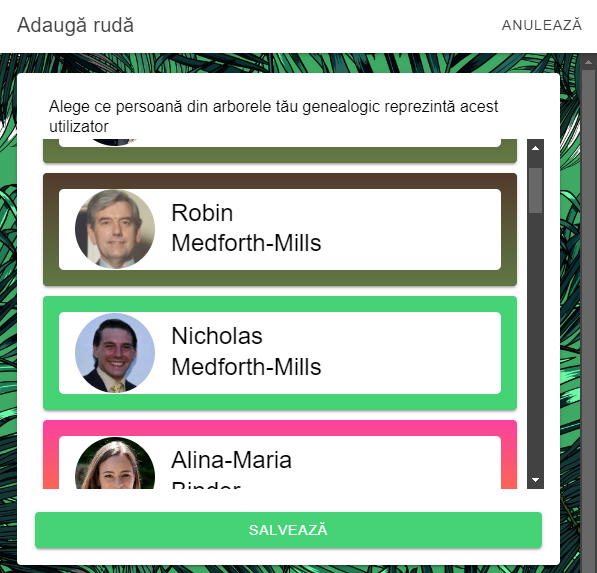 Adaugă rudă
ANULEAZĂ
Alege ce persoană din arborele tău genealogic reprezintă acest
utilizator
Robin
Medforth-Mills
Nicholas
Medforth-Mills
Alina-Maria
Binder
SALVEAZĂ